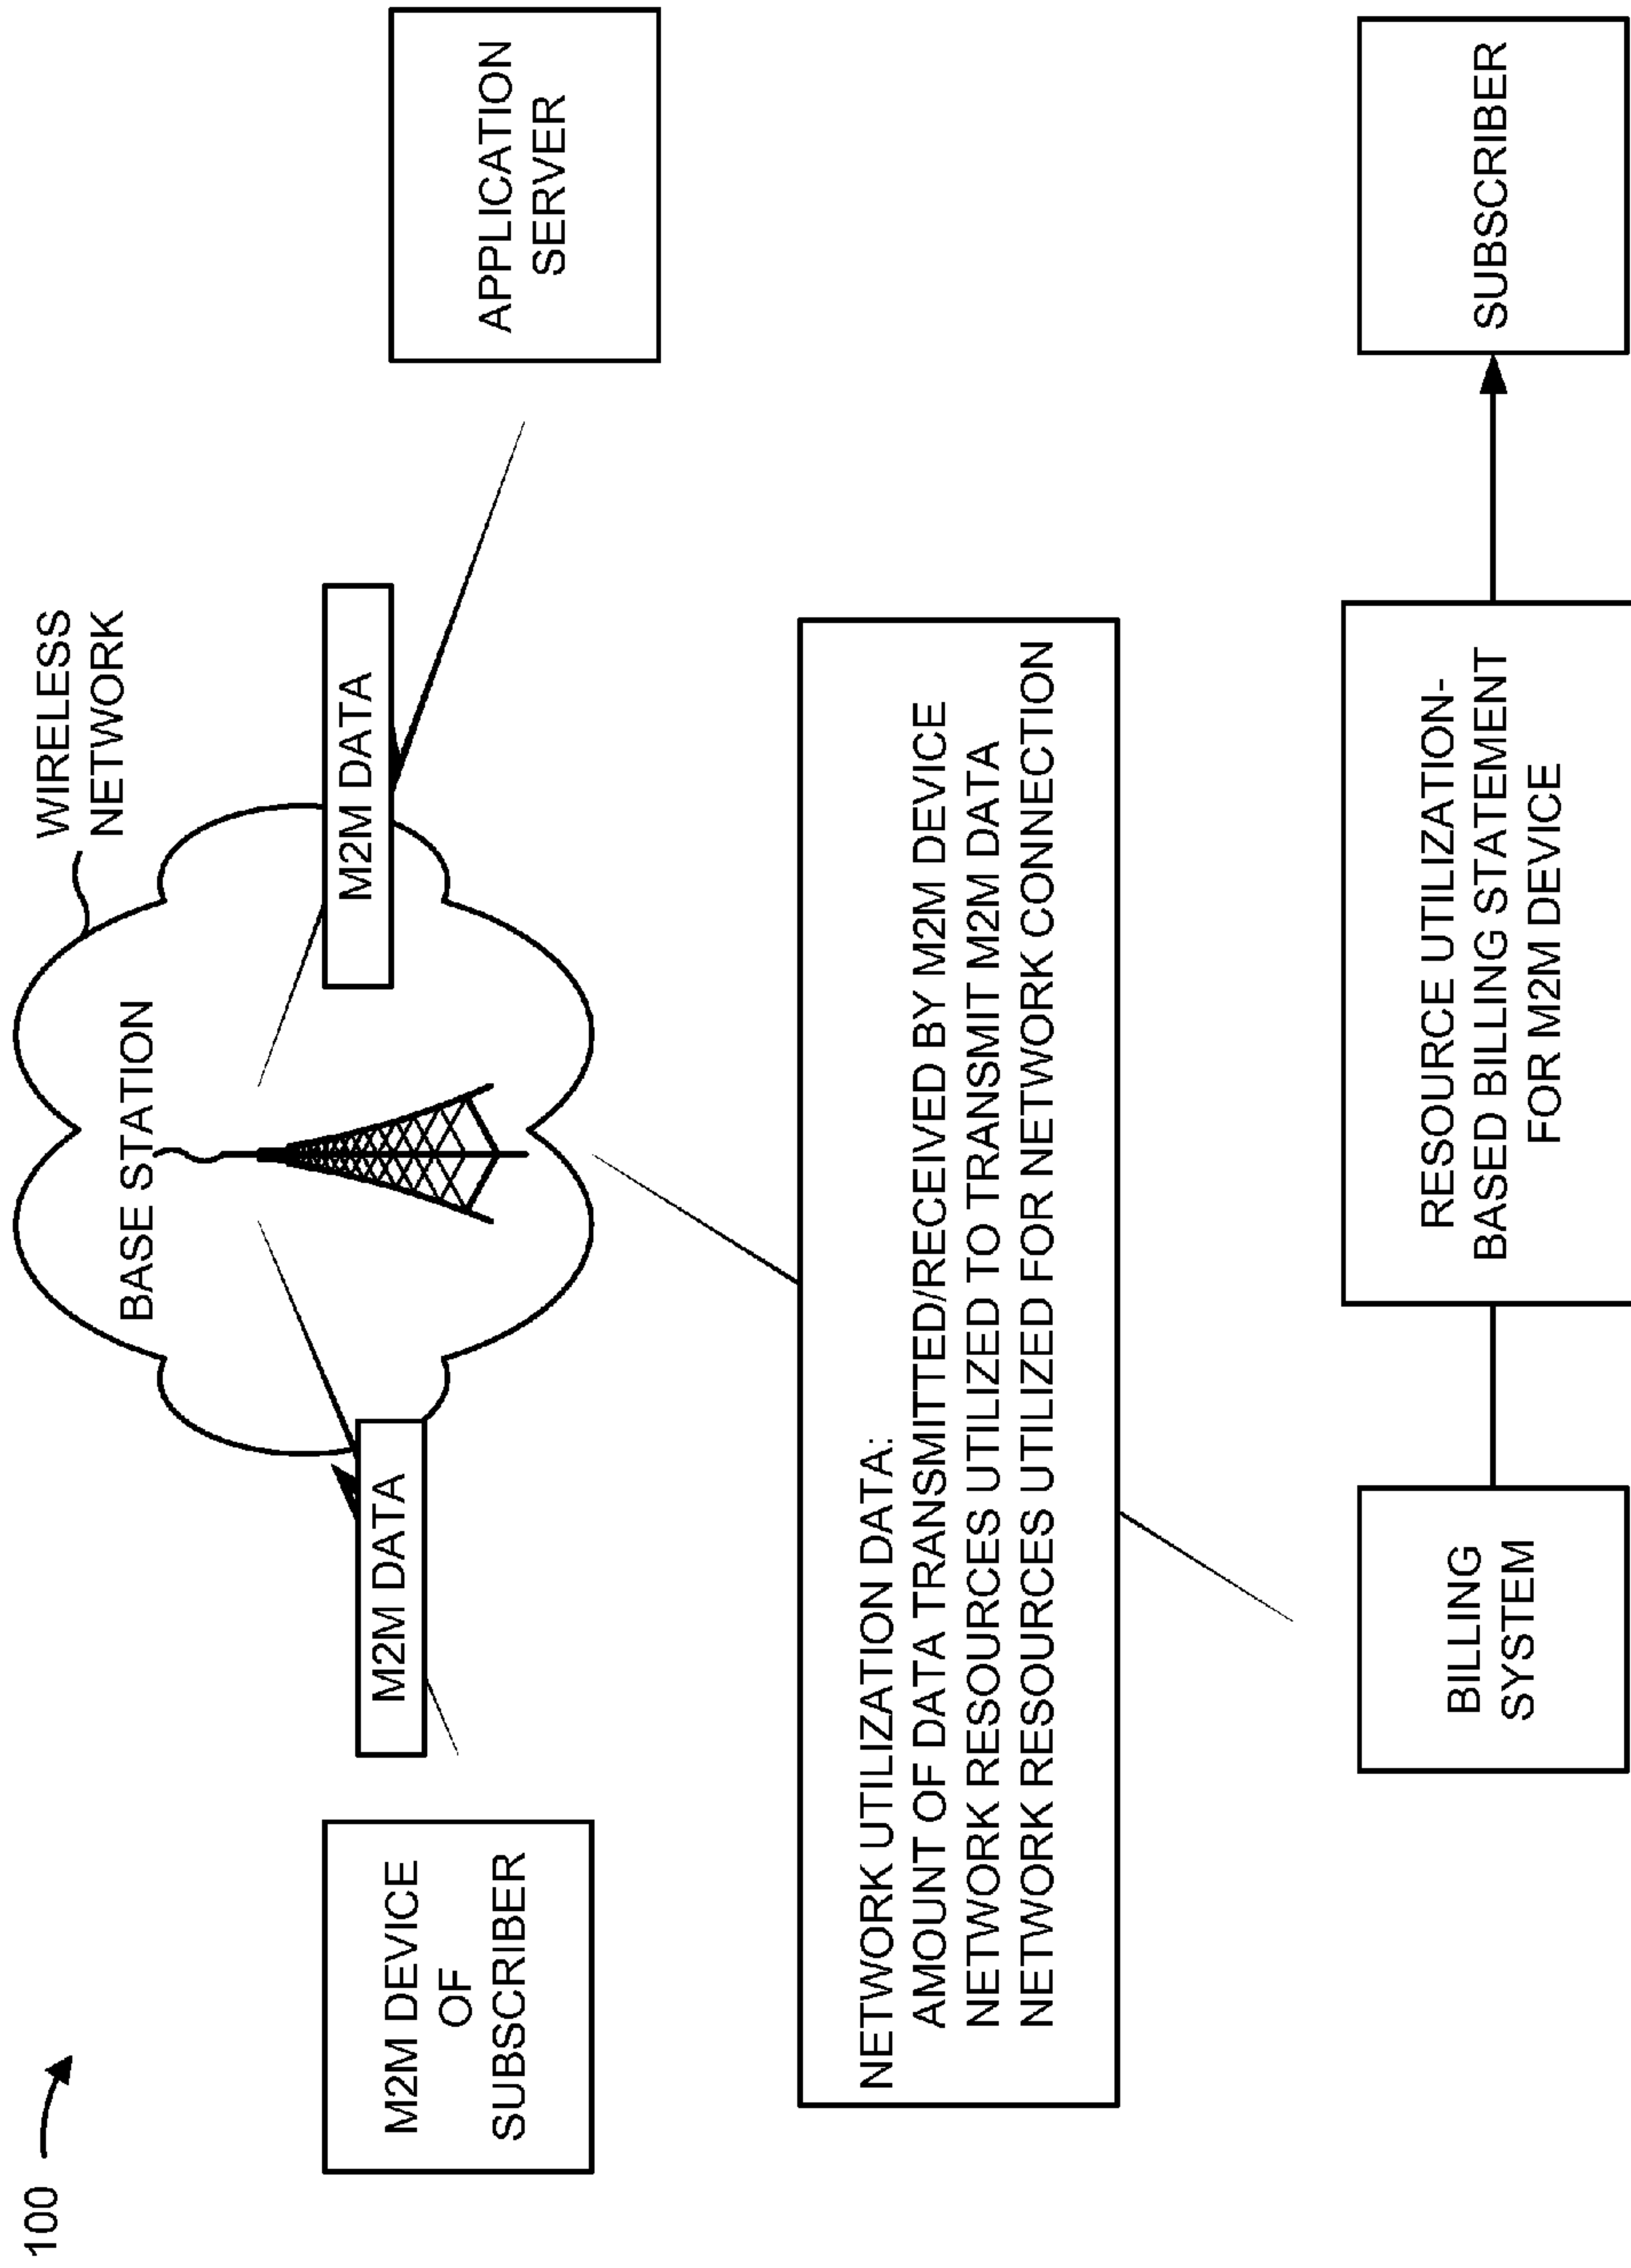 100
WIRELESS
NETWORK
BASE STATION
M2M DATA
M2M DATA
M2M DEVICE
OF
SUBSCRIBER
APPLICATION
SERVER
NETWORK UTILIZATION DATA:
AMOUNT OF DATA TRANSMITTED/RECEIVED BY M2M DEVICE
NETWORK RESOURCES UTILIZED TO TRANSMIT M2M DATA
NETWORK RESOURCES UTILIZED FOR NETWORK CONNECTION
BILLING
SYSTEM
RESOURCE UTILIZATION-
BASED BILLING STATEMENT
FOR M2M DEVICE
SUBSCRIBER